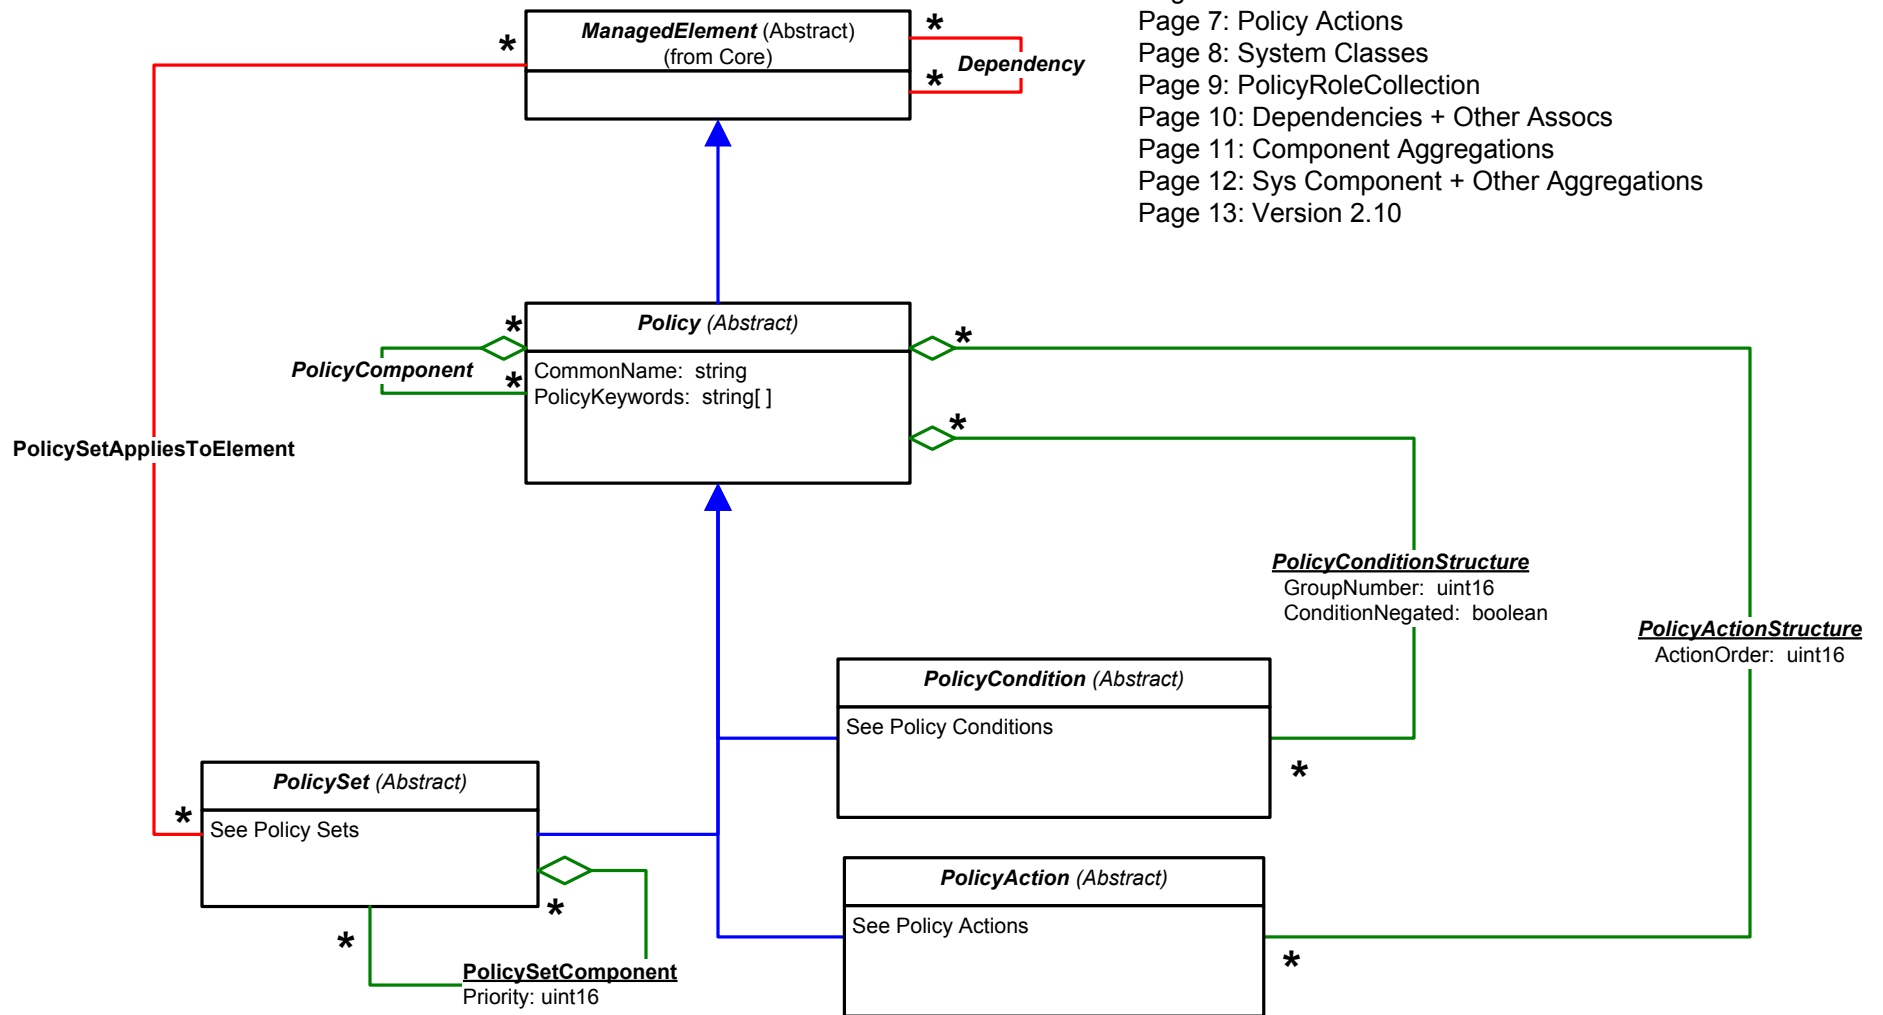 Page 7: Policy Actions
Page 8: System Classes
Page 9: PolicyRoleCollection
Page 10: Dependencies + Other Assocs
Page 11: Component Aggregations
Page 12: Sys Component + Other Aggregations
Page 13: Version 2.10
ManagedElement (Abstract)
(from Core)
*
*
Dependency
*
Policy (Abstract)
CommonName: string
PolicyKeywords: string[ ]
*
PolicyComponent
*
*
*
PolicySetAppliesToElement
PolicyConditionStructure
GroupNumber: uint16
ConditionNegated: boolean
PolicyActionStructure
ActionOrder: uint16
PolicyCondition (Abstract)
See Policy Conditions
*
PolicySet (Abstract)
See Policy Sets
*
*
*
PolicySetComponent
Priority: uint16
PolicyAction (Abstract)
See Policy Actions
*